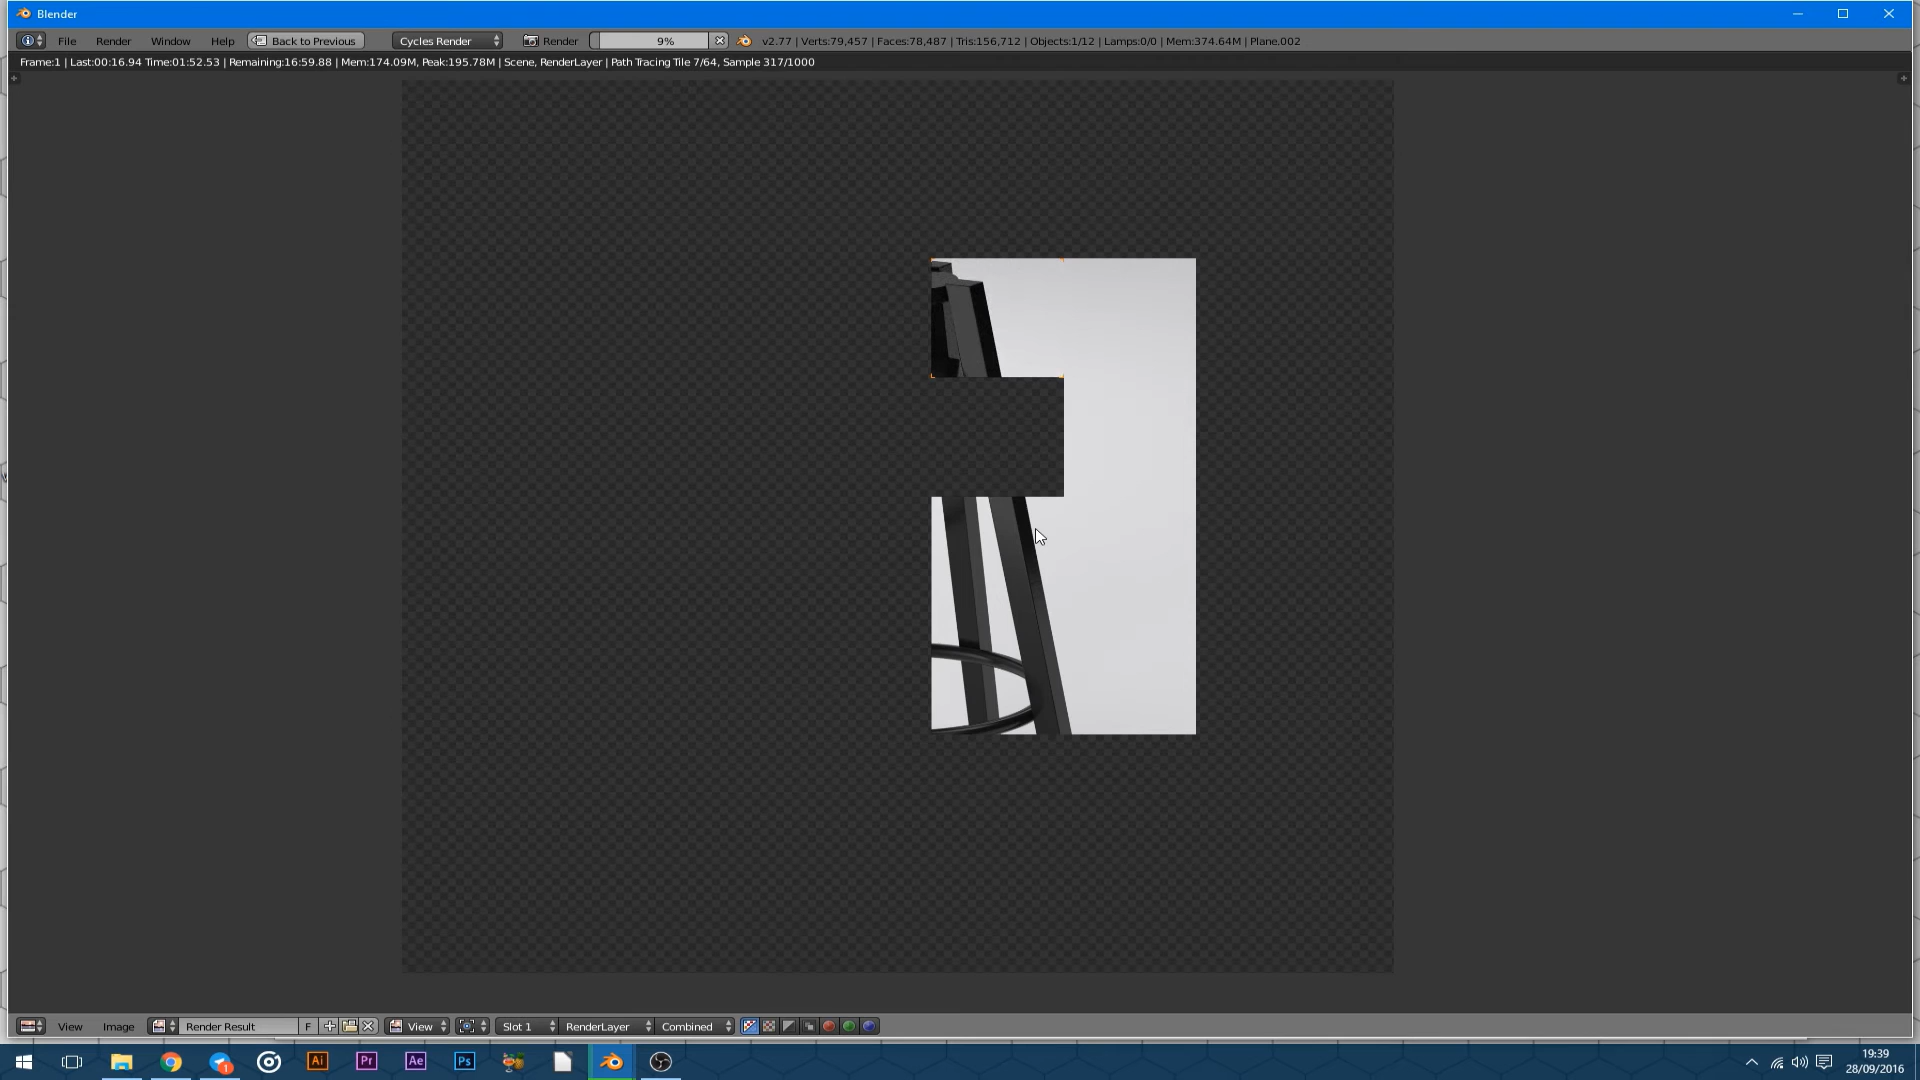 Blender
File Render Window Help Back to Previous Cycles Render Render 9% v2.77 | Verts:79,457 | Faces:78,487 | Tris:156,712 | Objects:1/12 | Lamps:0/0 | Mem:374.64M | Plane.002
Frame:1 | Last:00:16.94 Time:01:52.53 | Remaining:16:59.88 | Mem:174.09M, Peak:195.78M | Scene, RenderLayer | Path Tracing Tile 7/64, Sample 317/1000
View Image Render Result F View Slot 1 RenderLayer Combined
1 Ai Pr Ae Ps
19:39
28/09/2016